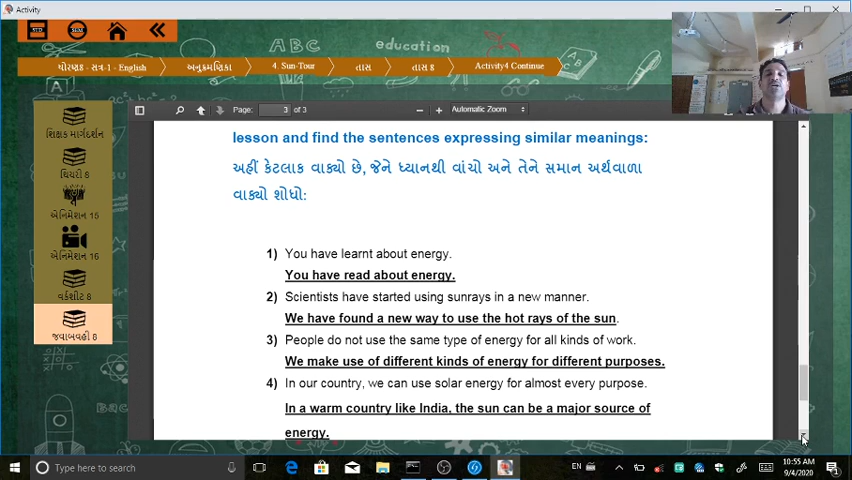 Activity
STD
SEM
ABC
education
ધોરણ8 - સત્ર-1 - English
અનુક્રમણિકા
4. Sun-Tour
તાસ
તાસ 8
Activity4 Continue
Page: 3 of 3
Automatic Zoom
શિક્ષક માર્ગદર્શન
થિયરી 8
એનિમેશન 15
એનિમેશન 16
વર્કશીટ 8
જવાબવહી 8
lesson and find the sentences expressing similar meanings:
અહીં કેટલાક વાક્યો છે, જેને ધ્યાનથી વાંચો અને તેને સમાન અર્થવાળા
વાક્યો શોધો:
1) You have learnt about energy.
You have read about energy.
2) Scientists have started using sunrays in a new manner.
We have found a new way to use the hot rays of the sun.
3) People do not use the same type of energy for all kinds of work.
We make use of different kinds of energy for different purposes.
4) In our country, we can use solar energy for almost every purpose.
In a warm country like India, the sun can be a major source of
energy.
Type here to search
EN
10:55 AM
9/4/2020